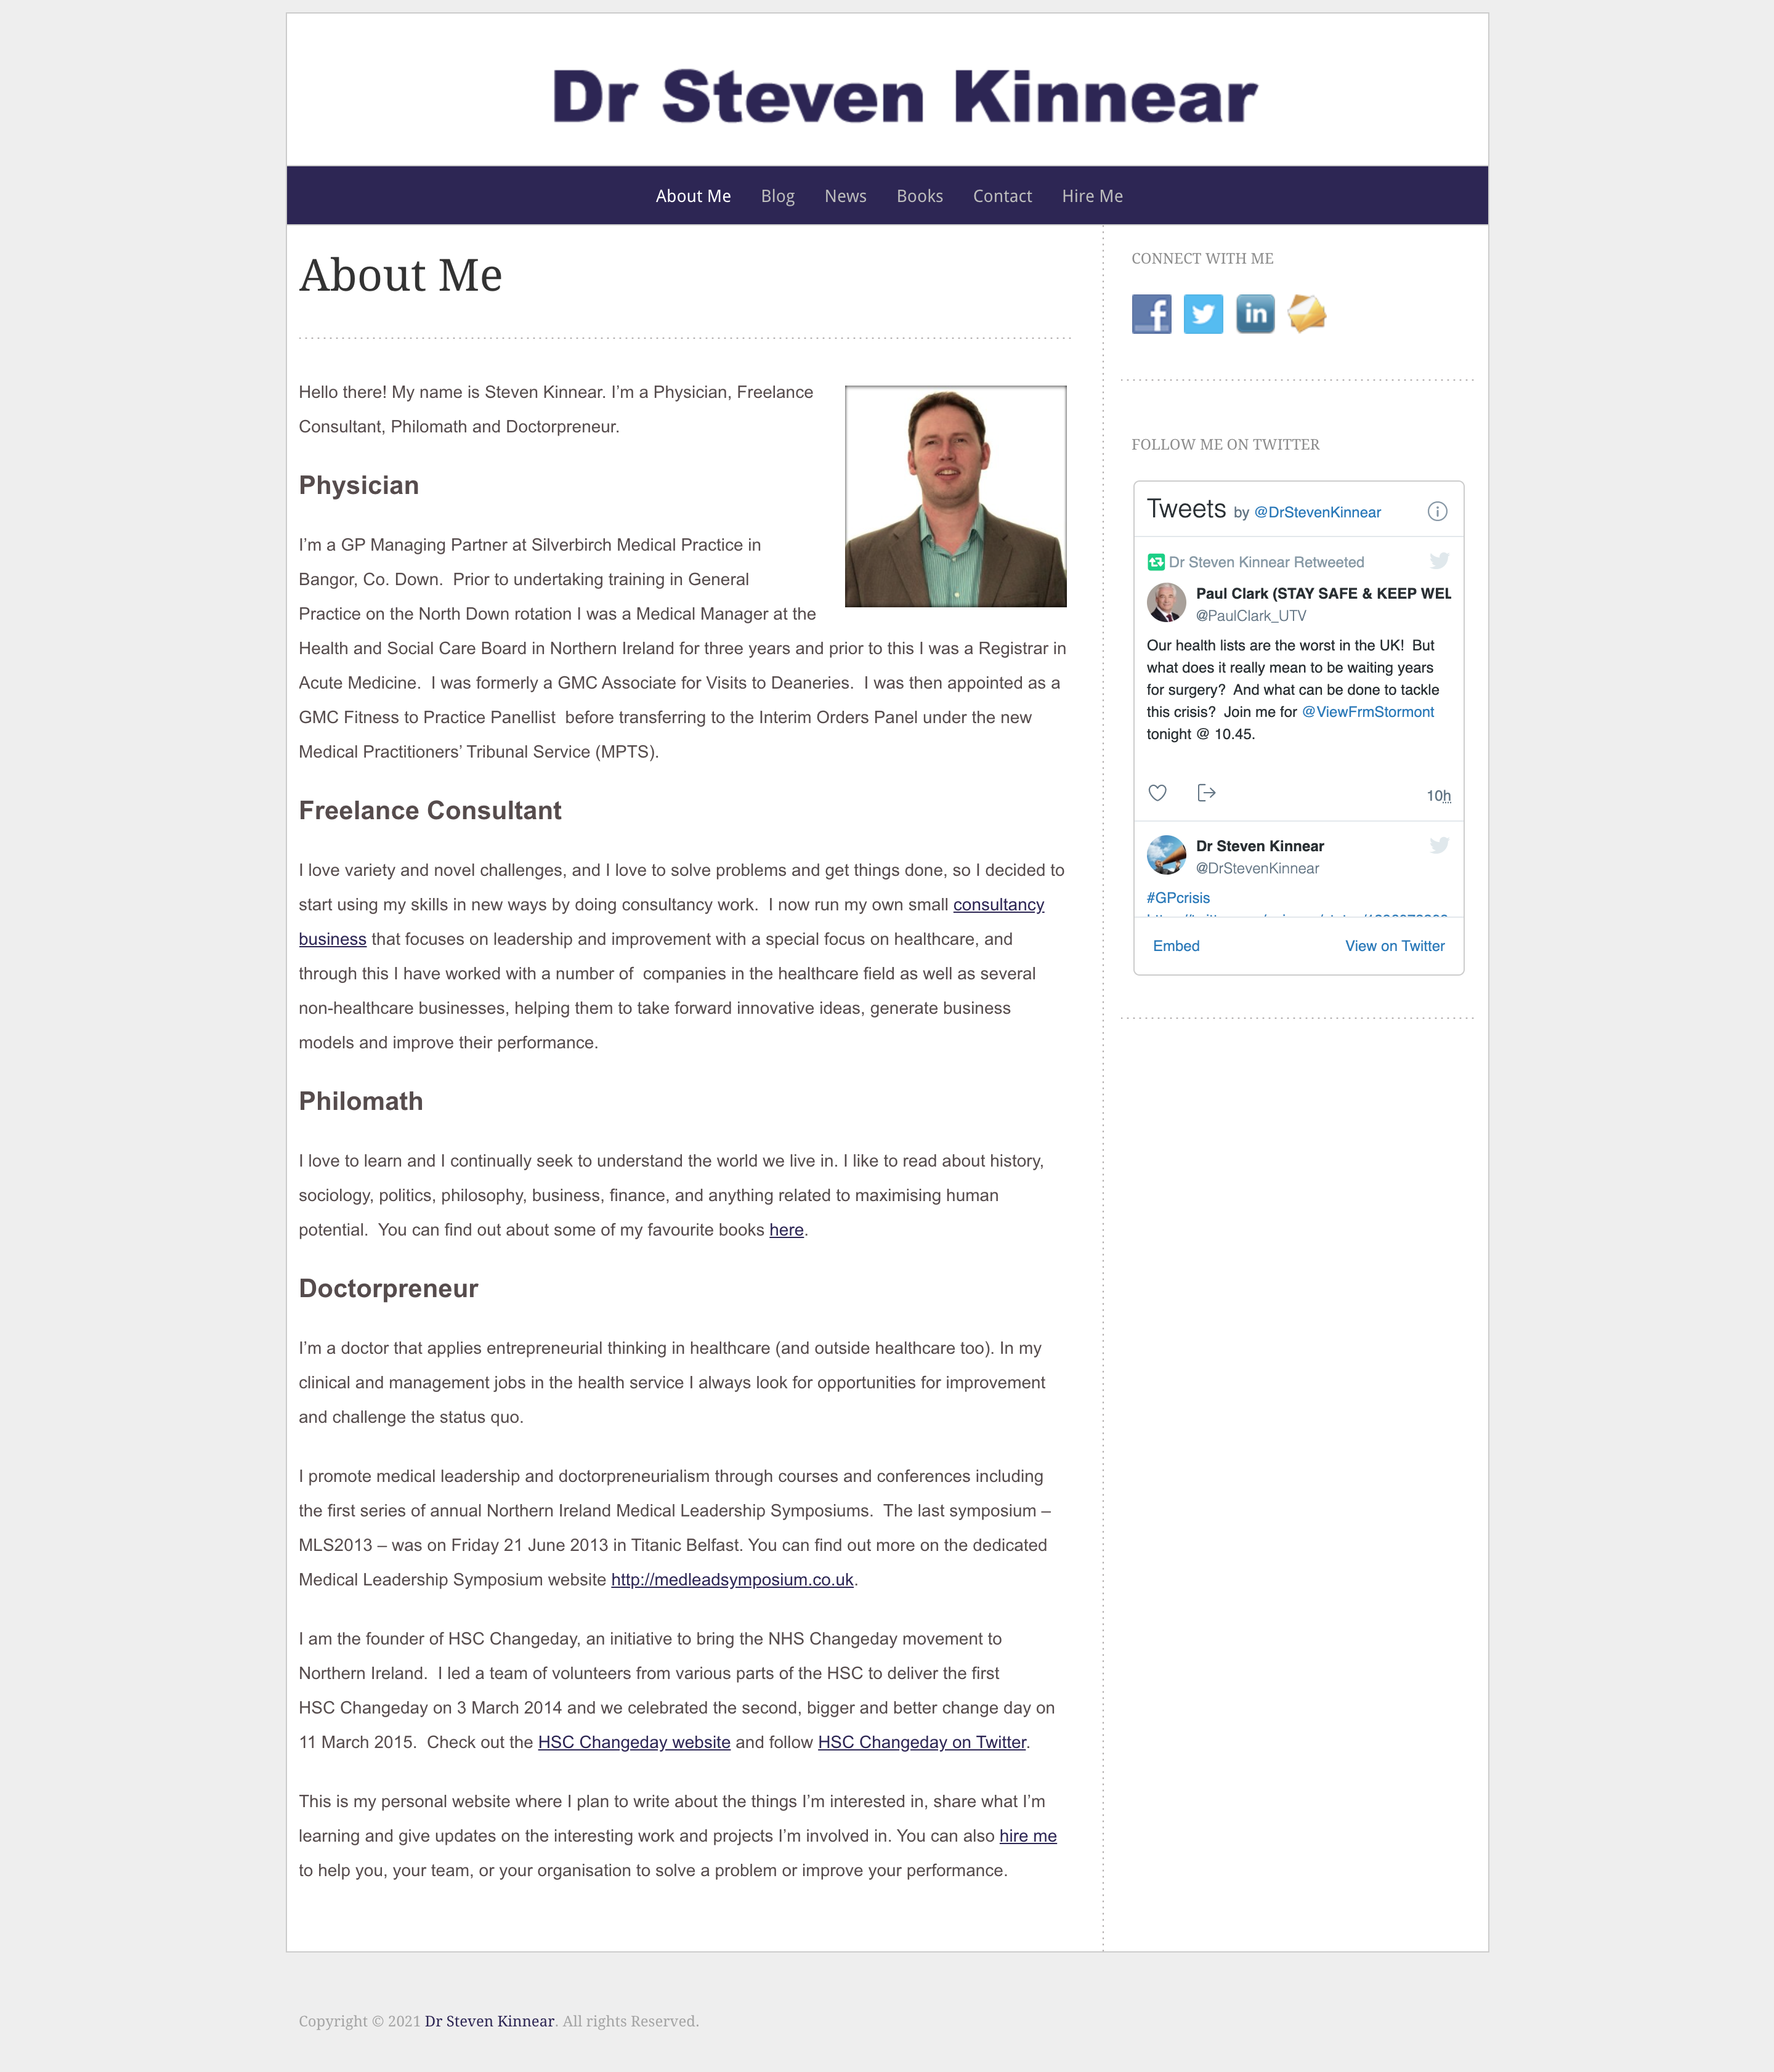 Dr Steven Kinnear
About Me Blog News Books Contact Hire Me
About Me
Hello there! My name is Steven Kinnear. I’m a Physician, Freelance
Consultant, Philomath and Doctorpreneur.
Physician
I’m a GP Managing Partner at Silverbirch Medical Practice in
Bangor, Co. Down.  Prior to undertaking training in General
Practice on the North Down rotation I was a Medical Manager at the
Health and Social Care Board in Northern Ireland for three years and prior to this I was a Registrar in
Acute Medicine.  I was formerly a GMC Associate for Visits to Deaneries.  I was then appointed as a
GMC Fitness to Practice Panellist  before transferring to the Interim Orders Panel under the new
Medical Practitioners’ Tribunal Service (MPTS).
Freelance Consultant
I love variety and novel challenges, and I love to solve problems and get things done, so I decided to
start using my skills in new ways by doing consultancy work.  I now run my own small consultancy
business that focuses on leadership and improvement with a special focus on healthcare, and
through this I have worked with a number of  companies in the healthcare field as well as several
non-healthcare businesses, helping them to take forward innovative ideas, generate business
models and improve their performance.
Philomath
I love to learn and I continually seek to understand the world we live in. I like to read about history,
sociology, politics, philosophy, business, finance, and anything related to maximising human
potential.  You can find out about some of my favourite books here.
Doctorpreneur
I’m a doctor that applies entrepreneurial thinking in healthcare (and outside healthcare too). In my
clinical and management jobs in the health service I always look for opportunities for improvement
and challenge the status quo.
I promote medical leadership and doctorpreneurialism through courses and conferences including
the first series of annual Northern Ireland Medical Leadership Symposiums.  The last symposium –
MLS2013 – was on Friday 21 June 2013 in Titanic Belfast. You can find out more on the dedicated
Medical Leadership Symposium website http://medleadsymposium.co.uk.
I am the founder of HSC Changeday, an initiative to bring the NHS Changeday movement to
Northern Ireland.  I led a team of volunteers from various parts of the HSC to deliver the first
HSC Changeday on 3 March 2014 and we celebrated the second, bigger and better change day on
11 March 2015.  Check out the HSC Changeday website and follow HSC Changeday on Twitter.
This is my personal website where I plan to write about the things I’m interested in, share what I’m
learning and give updates on the interesting work and projects I’m involved in. You can also hire me
to help you, your team, or your organisation to solve a problem or improve your performance.
CONNECT WITH ME
f in
FOLLOW ME ON TWITTER
Tweets by @DrStevenKinnear
Dr Steven Kinnear Retweeted
Paul Clark (STAY SAFE & KEEP WEL
@PaulClark_UTV
Our health lists are the worst in the UK!  But
what does it really mean to be waiting years
for surgery?  And what can be done to tackle
this crisis?  Join me for @ViewFrmStormont
tonight @ 10.45.
10h
Dr Steven Kinnear
@DrStevenKinnear
#GPcrisis
Embed View on Twitter
Copyright © 2021 Dr Steven Kinnear. All rights Reserved.